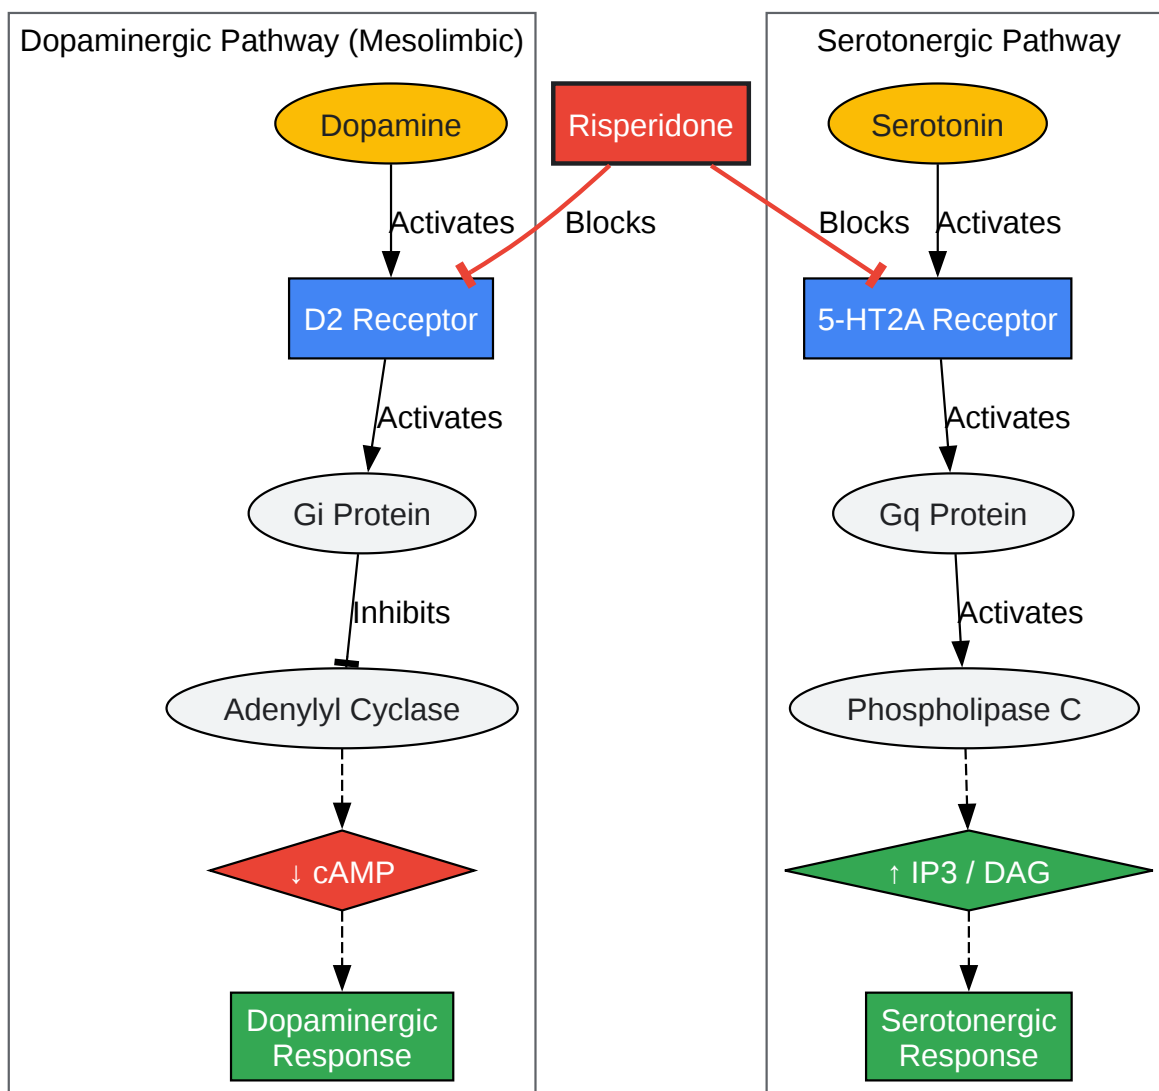 Dopaminergic Pathway (Mesolimbic)
Serotonergic Pathway
Dopamine
Risperidone
Serotonin
Activates
Blocks
Blocks
Activates
D2 Receptor
5-HT2A Receptor
Activates
Activates
Gi Protein
Gq Protein
Inhibits
Activates
Adenylyl Cyclase
Phospholipase C
↓ cAMP
↑ IP3 / DAG
Dopaminergic
Response
Serotonergic
Response